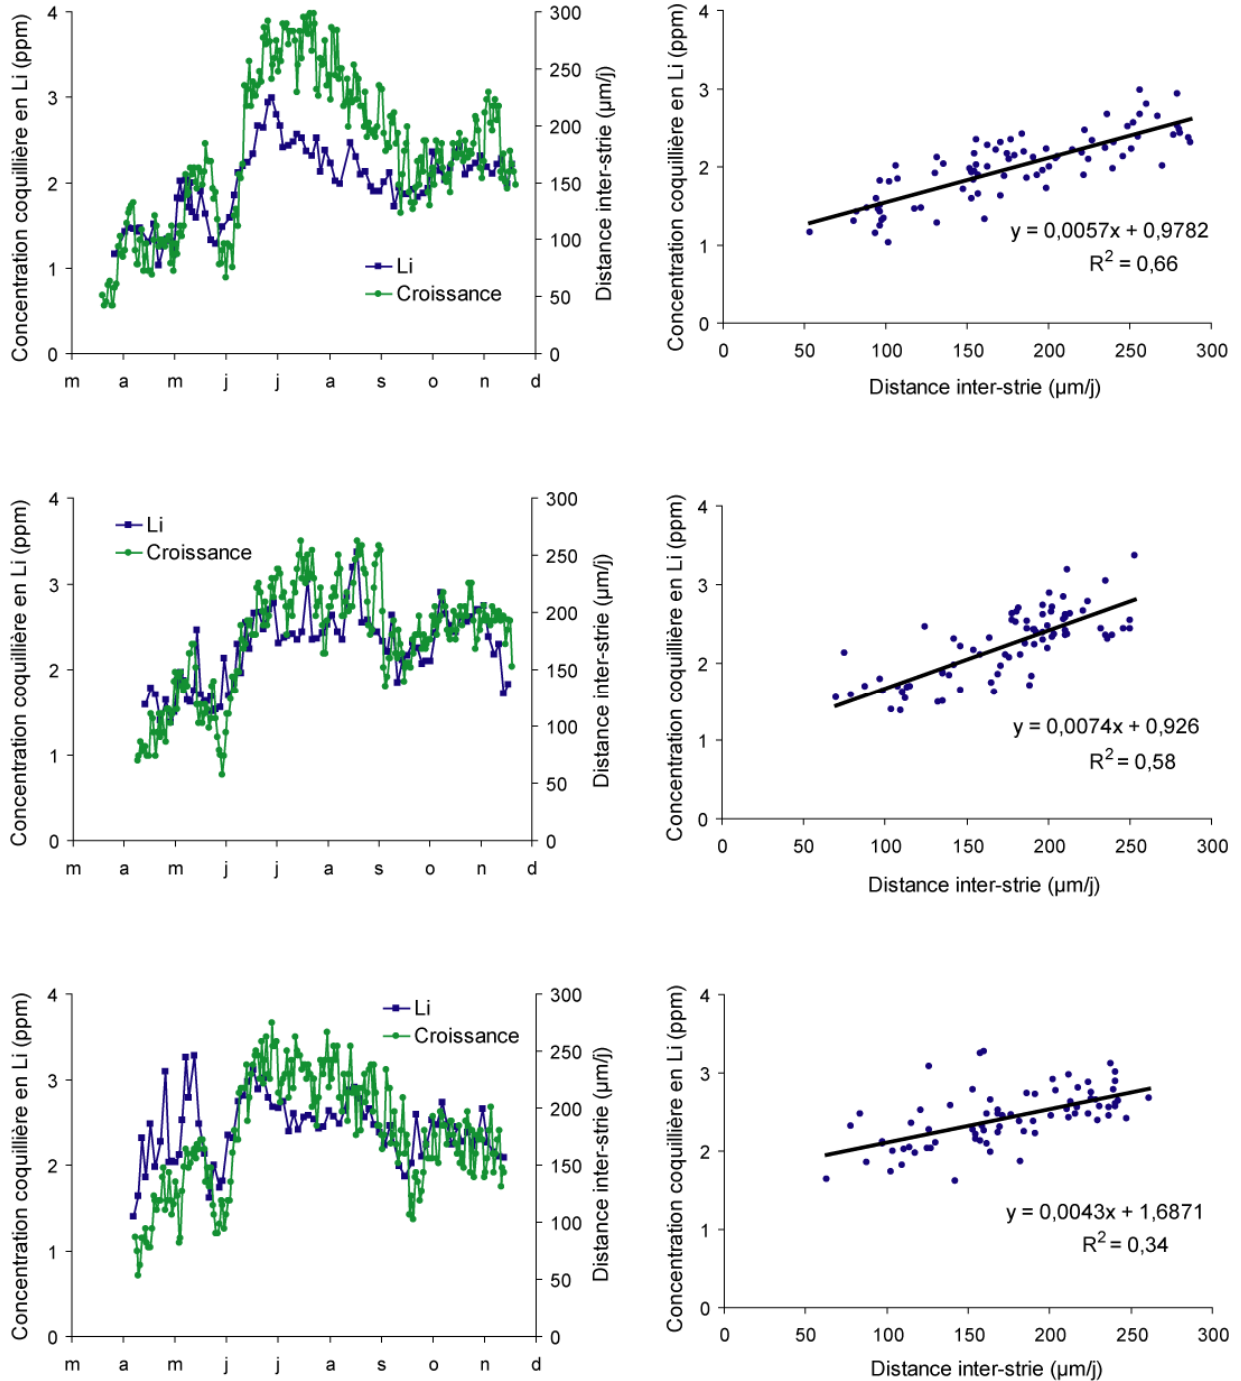 Concentration coquillière en Li (ppm)
4
3
2
1
0
300
250
200
150
100
50
0
Distance inter-strie (µm/j)
Li
Croissance
m a m j j a s o n d
Concentration coquillière en Li (ppm)
4
3
2
1
0
y = 0,0057x + 0,9782
R² = 0,66
0 50 100 150 200 250 300
Distance inter-strie (µm/j)
Concentration coquillière en Li (ppm)
4
3
2
1
0
300
250
200
150
100
50
0
Distance inter-strie (µm/j)
Li
Croissance
m a m j j a s o n d
Concentration coquillière en Li (ppm)
4
3
2
1
0
y = 0,0074x + 0,926
R² = 0,58
0 50 100 150 200 250 300
Distance inter-strie (µm/j)
Concentration coquillière en Li (ppm)
4
3
2
1
0
300
250
200
150
100
50
0
Distance inter-strie (µm/j)
Li
Croissance
m a m j j a s o n d
Concentration coquillière en Li (ppm)
4
3
2
1
0
y = 0,0043x + 1,6871
R² = 0,34
0 50 100 150 200 250 300
Distance inter-strie (µm/j)